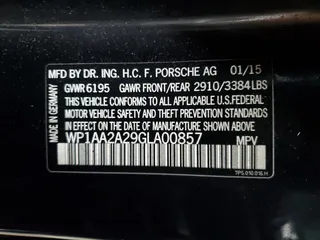 MFD BY DR. ING. H.C. F. PORSCHE AG 01/15
GVWR 6195 GAWR FRONT/REAR 2910/3384LBS
THIS VEHICLE CONFORMS TO ALL APPLICABLE U.S.FEDERAL
MOTOR VEHICLE SAFETY AND THEFT PREVENTION
STANDARDS IN EFFECT ON THE DATE OF
MANUFACTURE SHOWN ABOVE
WP1AA2A29GLA00857 MPV
MADE IN GERMANY